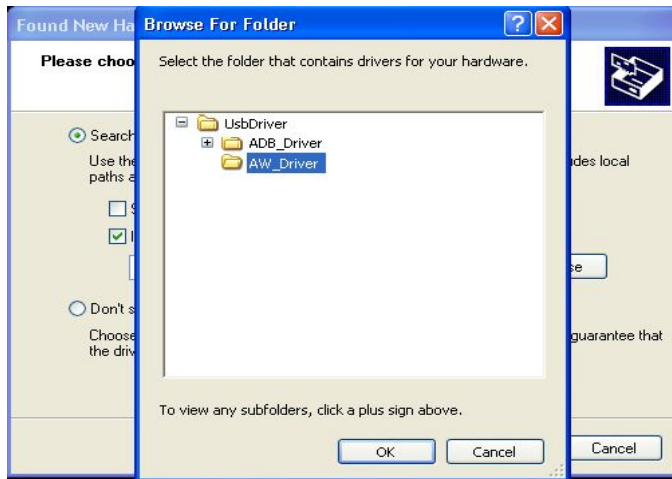 Found New Ha
Browse For Folder
Please choo
Select the folder that contains drivers for your hardware.
UsbDriver
ADB_Driver
AW_Driver
Search
Use the
ides local
paths a
Don't s
Choose
guarantee that
the driv
To view any subfolders, click a plus sign above.
OK
Cancel
Cancel